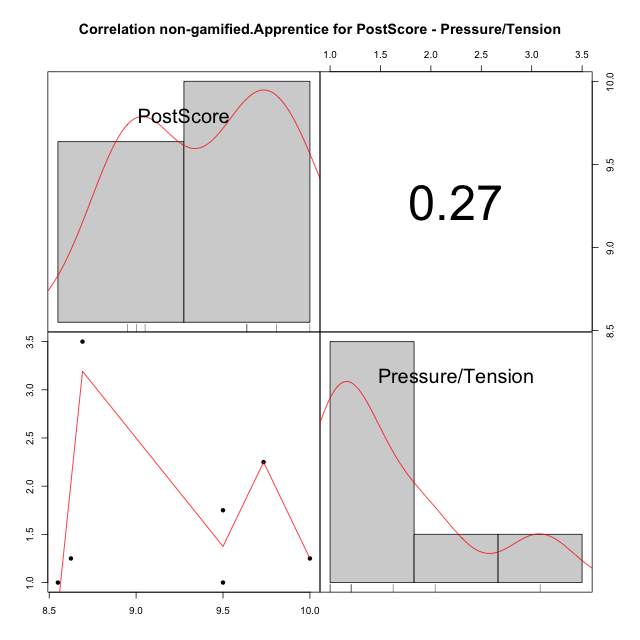 Correlation non-gamified.Apprentice for PostScore - Pressure/Tension
1.0 1.5 2.0 2.5 3.0 3.5
PostScore
0.27
10.0
9.5
9.0
8.5
3.5
3.0
2.5
2.0
1.5
1.0
Pressure/Tension
8.5 9.0 9.5 10.0